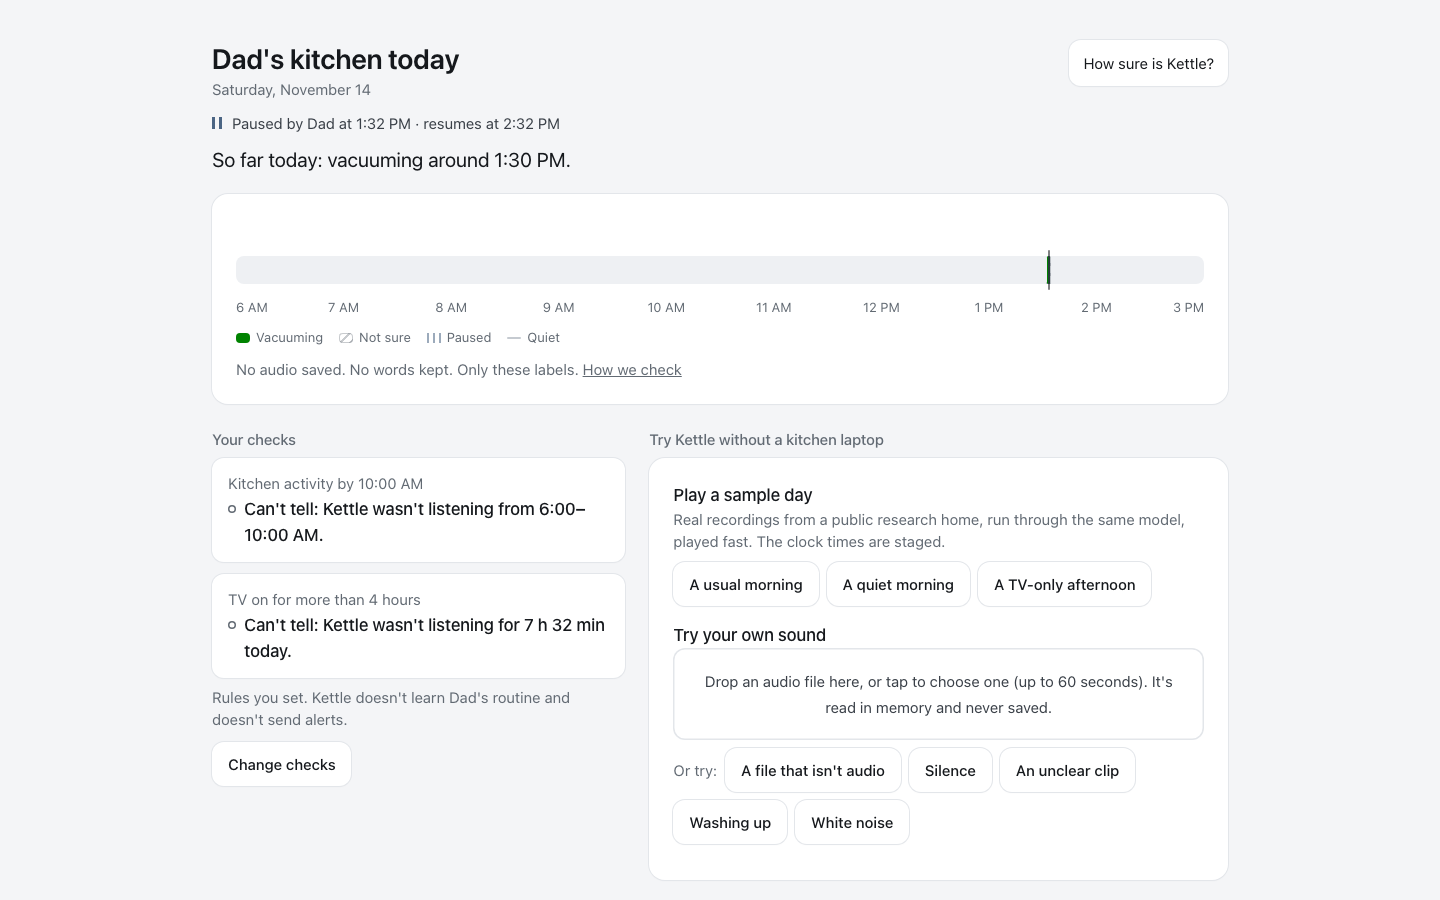 Dad's kitchen today
How sure is Kettle?
Saturday, November 14
Paused by Dad at 1:32 PM · resumes at 2:32 PM
So far today: vacuuming around 1:30 PM.
6 AM 7 AM 8 AM 9 AM 10 AM 11 AM 12 PM 1 PM 2 PM 3 PM
Vacuuming Not sure Paused Quiet
No audio saved. No words kept. Only these labels. How we check
Your checks
Kitchen activity by 10:00 AM
Can't tell: Kettle wasn't listening from 6:00–
10:00 AM.
TV on for more than 4 hours
Can't tell: Kettle wasn't listening for 7 h 32 min
today.
Rules you set. Kettle doesn't learn Dad's routine and
doesn't send alerts.
Change checks
Try Kettle without a kitchen laptop
Play a sample day
Real recordings from a public research home, run through the same model,
played fast. The clock times are staged.
A usual morning A quiet morning A TV-only afternoon
Try your own sound
Drop an audio file here, or tap to choose one (up to 60 seconds). It's
read in memory and never saved.
Or try: A file that isn't audio Silence An unclear clip
Washing up White noise